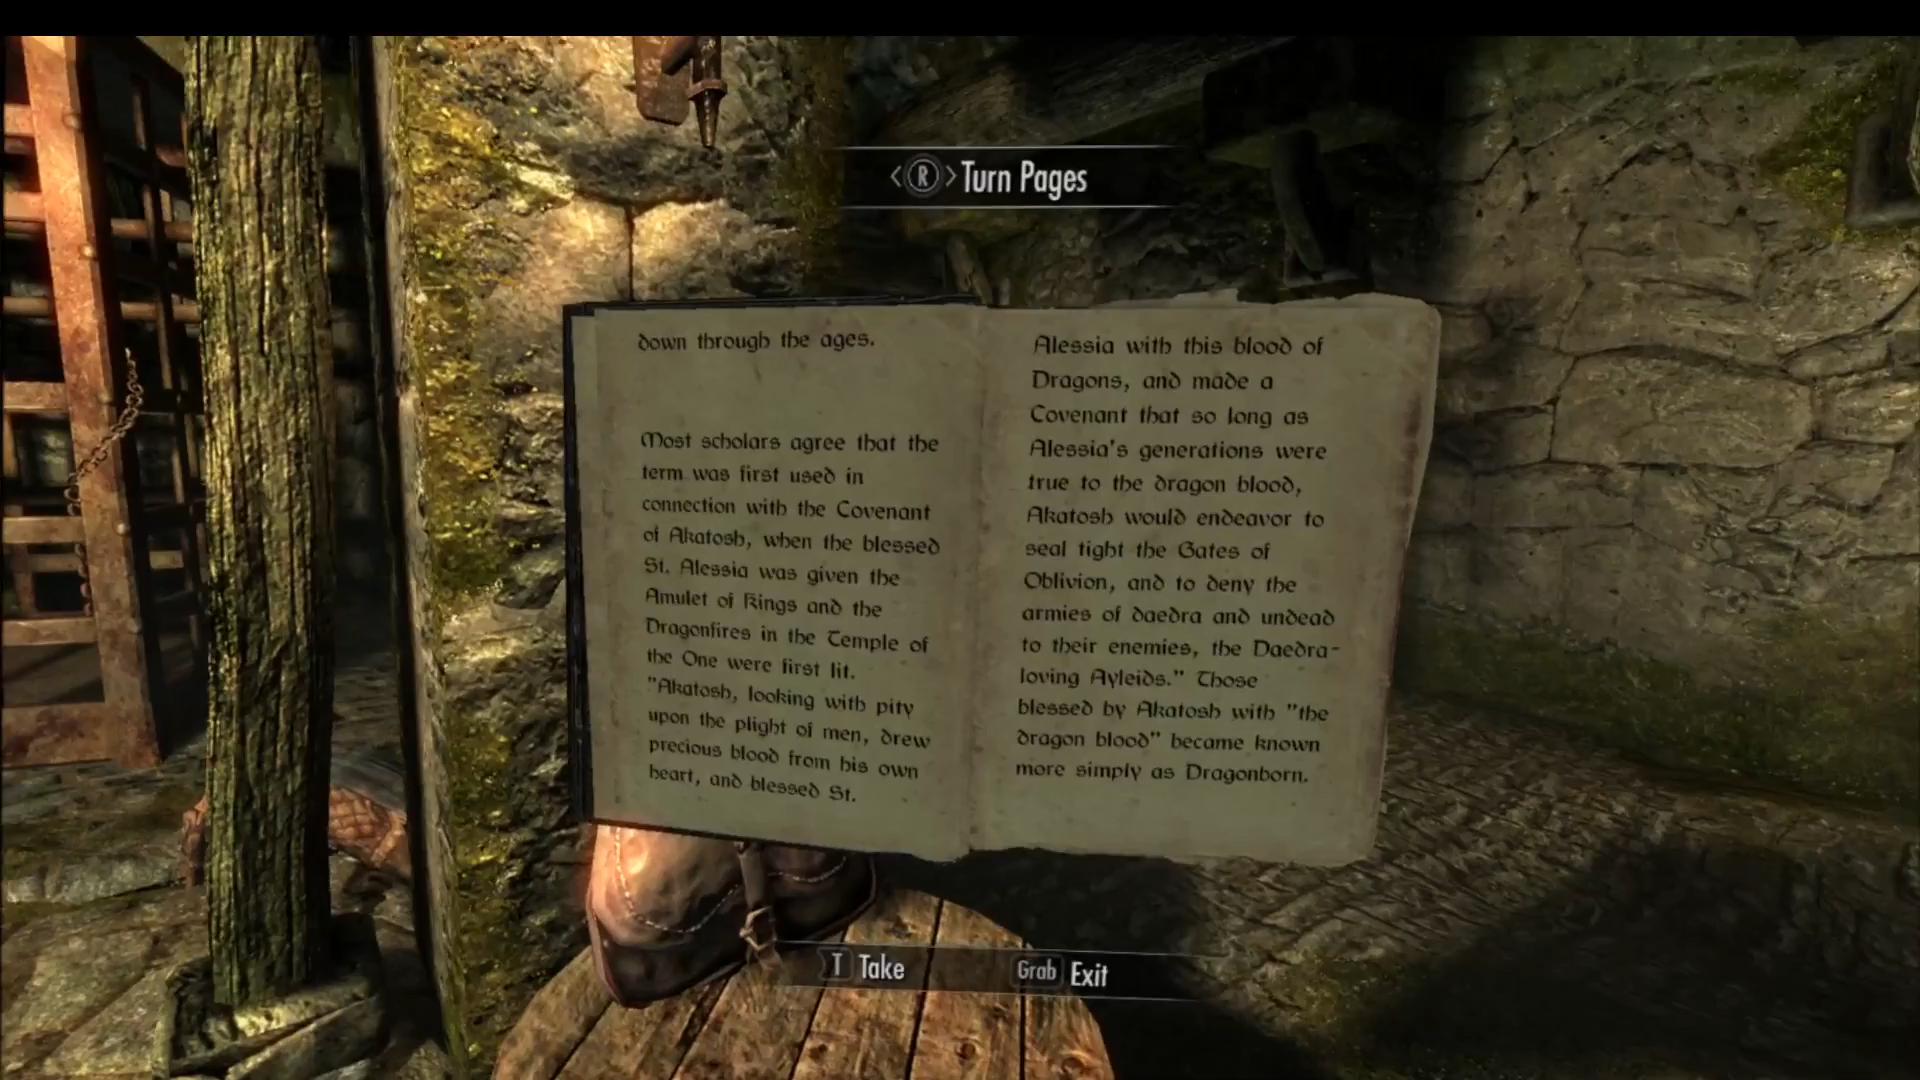 <R> Turn Pages
down through the ages.
Most scholars agree that the
term was first used in
connection with the Covenant
of Akatosh, when the blessed
St. Alessia was given the
Amulet of Kings and the
Dragonfires in the Temple of
the One were first lit.
"Akatosh, looking with pity
upon the plight of men, drew
precious blood from his own
heart, and blessed St.
Alessia with this blood of
Dragons, and made a
Covenant that so long as
Alessia's generations were
true to the dragon blood,
Akatosh would endeavor to
seal tight the Gates of
Oblivion, and to deny the
armies of daedra and undead
to their enemies, the Daedra-
loving Ayleids." Those
blessed by Akatosh with "the
dragon blood" became known
more simply as Dragonborn.
T Take Grab Exit